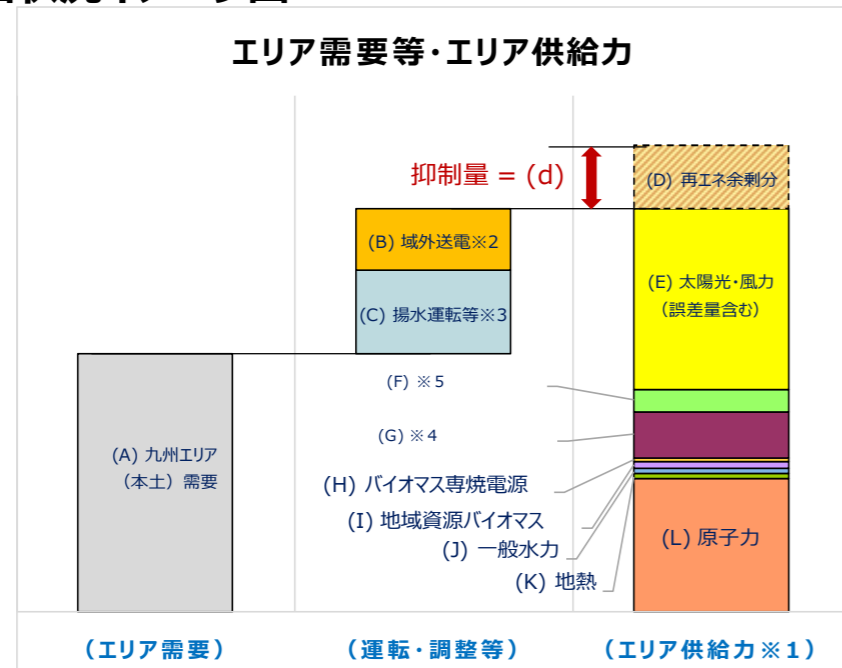 エリア需要等・エリア供給力
抑制量 = (d)
(D) 再エネ余剰分
(B) 域外送電※2
(C) 揚水運転等※3
(E) 太陽光・風力
（誤差量含む）
(F) ※5
(G) ※4
(A) 九州エリア
（本土）需要
(H) バイオマス専焼電源
(I) 地域資源バイオマス
(J) 一般水力
(K) 地熱
(L) 原子力
（エリア需要）
（運転・調整等）
（エリア供給力※1）